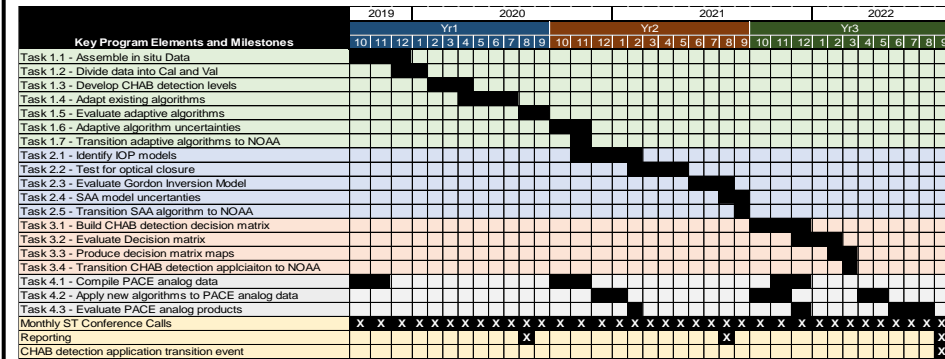 2019 2020 2021 2022
Yr1 Yr2 Yr3
Key Program Elements and Milestones 10 11 12 1 2 3 4 5 6 7 8 9 10 11 12 1 2 3 4 5 6 7 8 9 10 11 12 1 2 3 4 5 6 7 8 9
Task 1.1 - Assemble in situ Data
Task 1.2 - Divide data into Cal and Val
Task 1.3 - Develop CHAB detection levels
Task 1.4 - Adapt existing algorithms
Task 1.5 - Evaluate adaptive algorithms
Task 1.6 - Adaptive algorithm uncertainties
Task 1.7 - Transition adaptive algorithms to NOAA
Task 2.1 - Identify IOP models
Task 2.2 - Test for optical closure
Task 2.3 - Evaluate Gordon Inversion Model
Task 2.4 - SAA model uncertanties
Task 2.5 - Transition SAA algorithm to NOAA
Task 3.1 - Build CHAB detection decision matrix
Task 3.2 - Evaluate Decision matrix
Task 3.3 - Produce decision matrix maps
Task 3.4 - Transition CHAB detection applciaiton to NOAA
Task 4.1 - Compile PACE analog data
Task 4.2 - Apply new algorithms to PACE analog data
Task 4.3 - Evaluate PACE analog products
Monthly ST Conference Calls X X X X X X X X X X X X X X X X X X X X X X X X X X X X X X X X X X X X
Reporting X X X
CHAB detection application transition event X